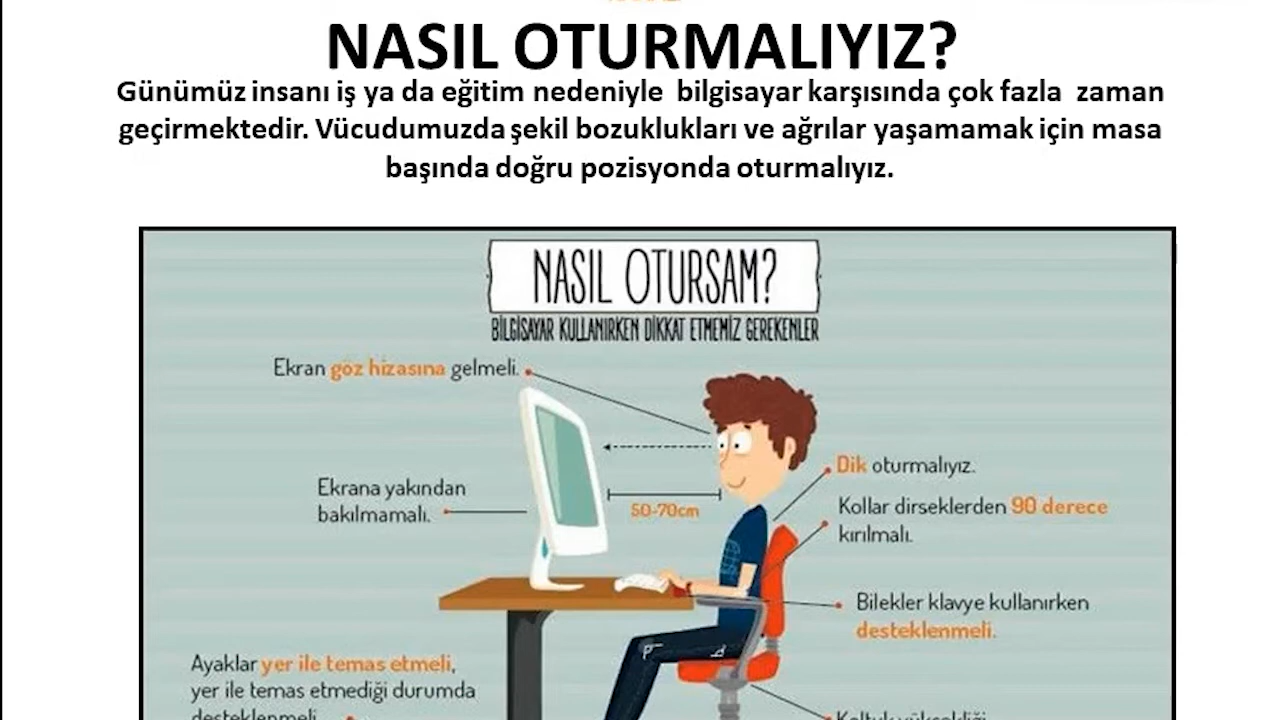 NASIL OTURMALIYIZ?
Günümüz insanı iş ya da eğitim nedeniyle bilgisayar karşısında çok fazla zaman
geçirmektedir. Vücudumuzda şekil bozuklukları ve ağrılar yaşamamak için masa
başında doğru pozisyonda oturmalıyız.
NASIL OTURSAM?
BİLGİSAYAR KULLANIRKEN DİKKAT ETMEMİZ GEREKENLER
Ekran göz hizasına gelmeli.
Ekrana yakından
bakılmamalı.
50-70cm
Dik oturmalıyız.
Kollar dirseklerden 90 derece
kırılmalı.
Bilekler klavye kullanırken
desteklenmeli.
Ayaklar yer ile temas etmeli,
yer ile temas etmediği durumda
desteklenmeli.
Koltuk yüksekliği